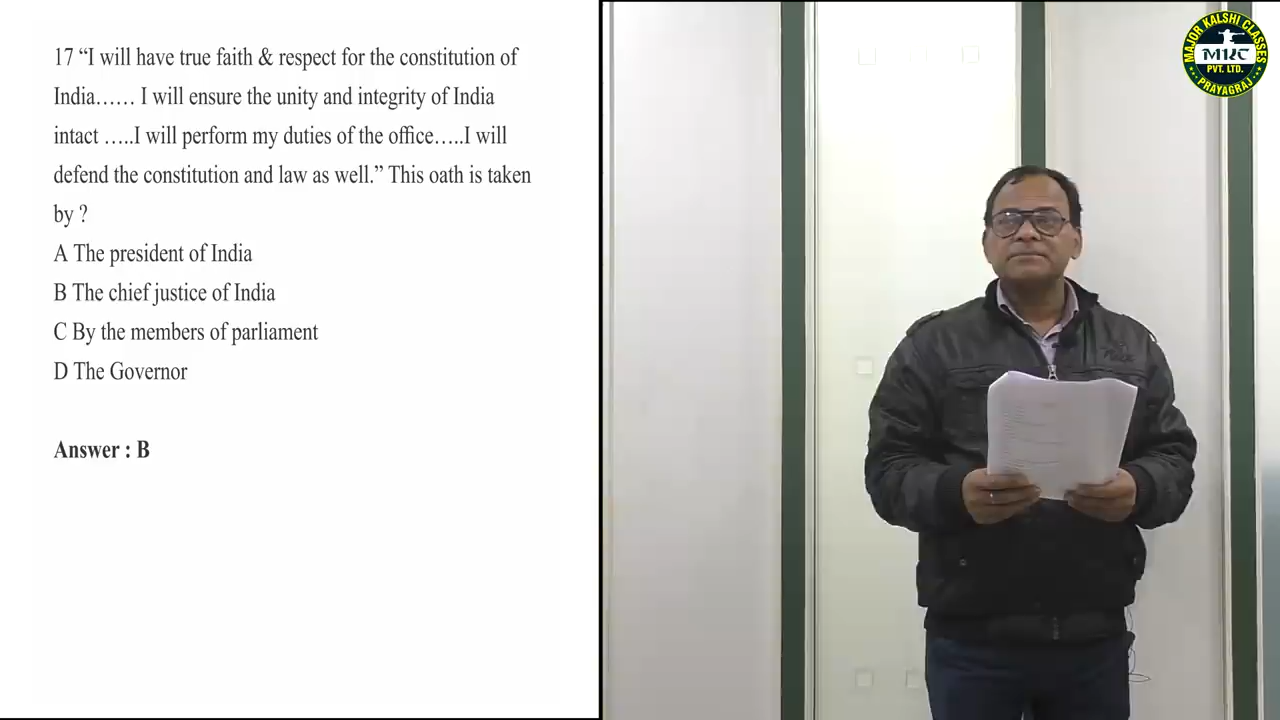 17 “I will have true faith & respect for the constitution of
India…… I will ensure the unity and integrity of India
intact …..I will perform my duties of the office…..I will
defend the constitution and law as well.” This oath is taken
by ?
A The president of India
B The chief justice of India
C By the members of parliament
D The Governor
Answer : B
MAJOR KALSHI CLASSES
MKC
PVT. LTD.
PRAYAGRAJ